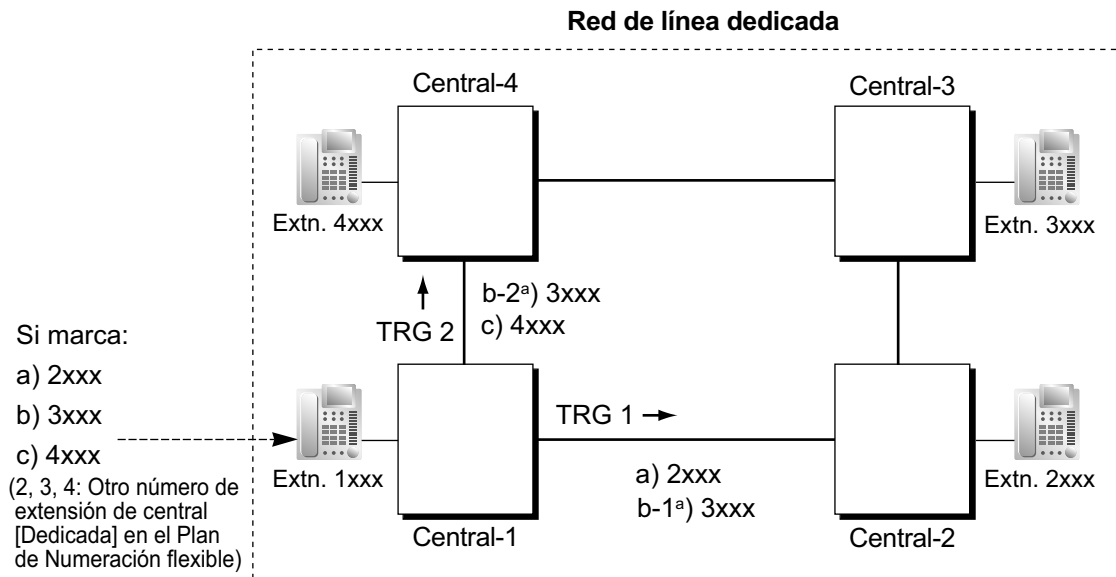 Red de línea dedicada
Central-4
Central-3
Extn. 4xxx
Extn. 3xxx
b-2ª) 3xxx
c) 4xxx
TRG 2
Si marca:
a) 2xxx
b) 3xxx
c) 4xxx
(2, 3, 4: Otro número de
extensión de central
[Dedicada] en el Plan
de Numeración flexible)
Extn. 1xxx
Central-1
TRG 1
a) 2xxx
b-1ª) 3xxx
Extn. 2xxx
Central-2